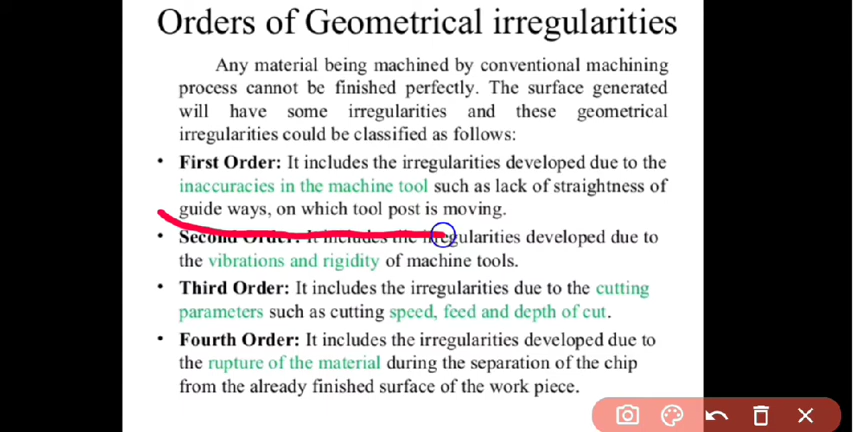 Orders of Geometrical irregularities
Any material being machined by conventional machining
process cannot be finished perfectly. The surface generated
will have some irregularities and these geometrical
irregularities could be classified as follows:
• First Order: It includes the irregularities developed due to the
inaccuracies in the machine tool such as lack of straightness of
guide ways, on which tool post is moving.
• Second Order: It includes the irregularities developed due to
the vibrations and rigidity of machine tools.
• Third Order: It includes the irregularities due to the cutting
parameters such as cutting speed, feed and depth of cut.
• Fourth Order: It includes the irregularities developed due to
the rupture of the material during the separation of the chip
from the already finished surface of the work piece.